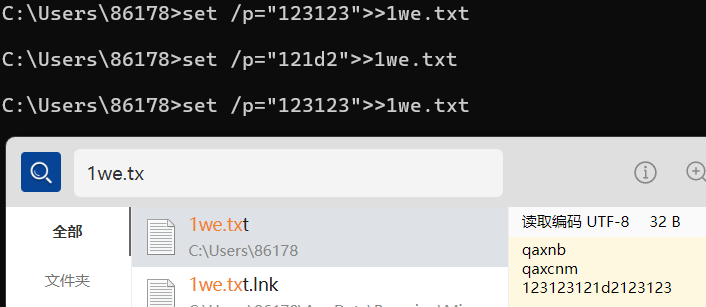 C:\Users\86178>set /p="123123">>1we.txt
C:\Users\86178>set /p="121d2">>1we.txt
C:\Users\86178>set /p="123123">>1we.txt
1we.tx
全部
文件夹
1we.txt
C:\Users\86178
1we.txt.lnk
读取编码 UTF-8 32 B
qaxnb
qaxcnm
123123121d2123123